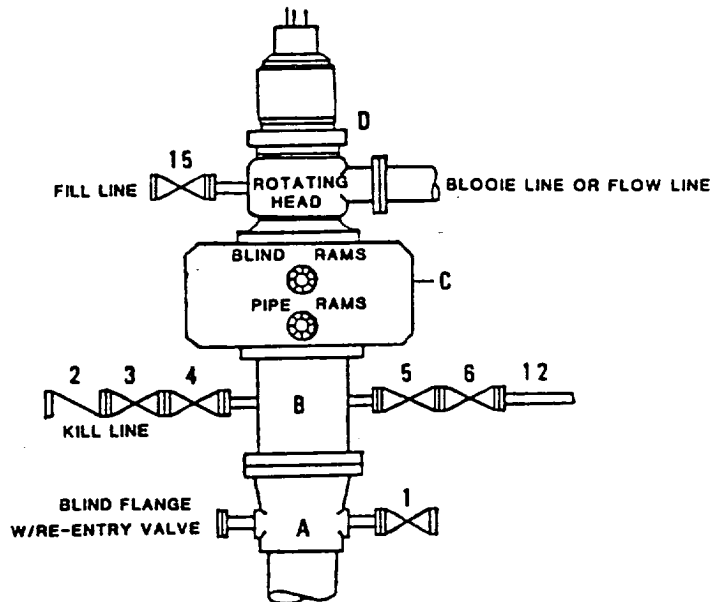 D
15
FILL LINE
ROTATING HEAD
BLOOIE LINE OR FLOW LINE
BLIND RAMS
C
PIPE RAMS
2 3 4
5 6 12
B
KILL LINE
BLIND FLANGE
W/RE-ENTRY VALVE
A
1